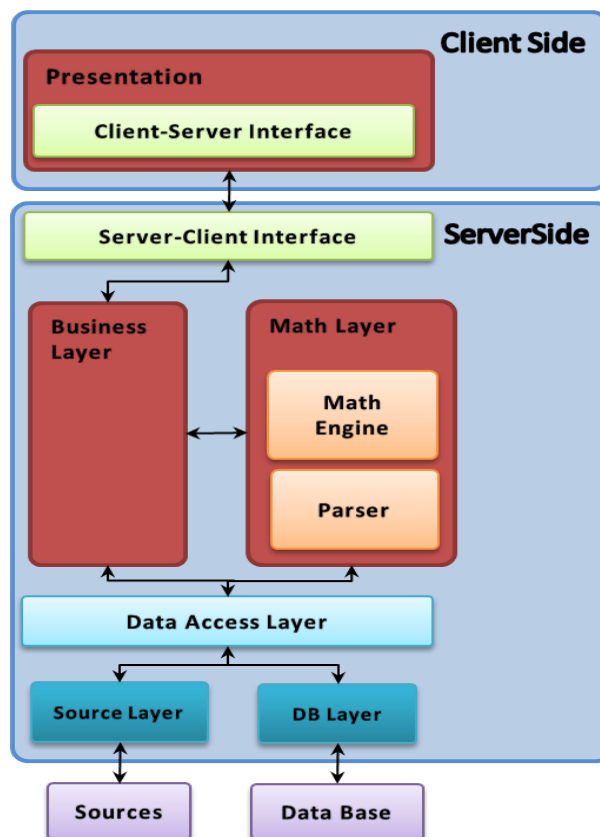 Client Side
Presentation
Client-Server Interface
Server-Client Interface
ServerSide
Business
Layer
Math Layer
Math
Engine
Parser
Data Access Layer
Source Layer
DB Layer
Sources
Data Base